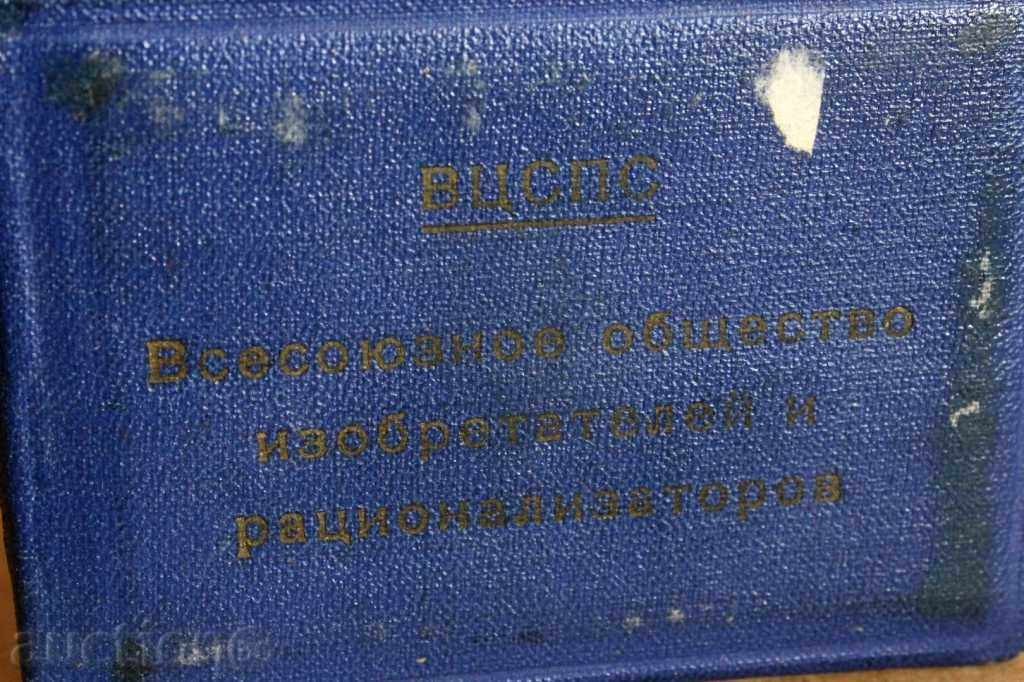 ВЦСПС
Всесоюзное общество
изобретателей и
рационализаторов